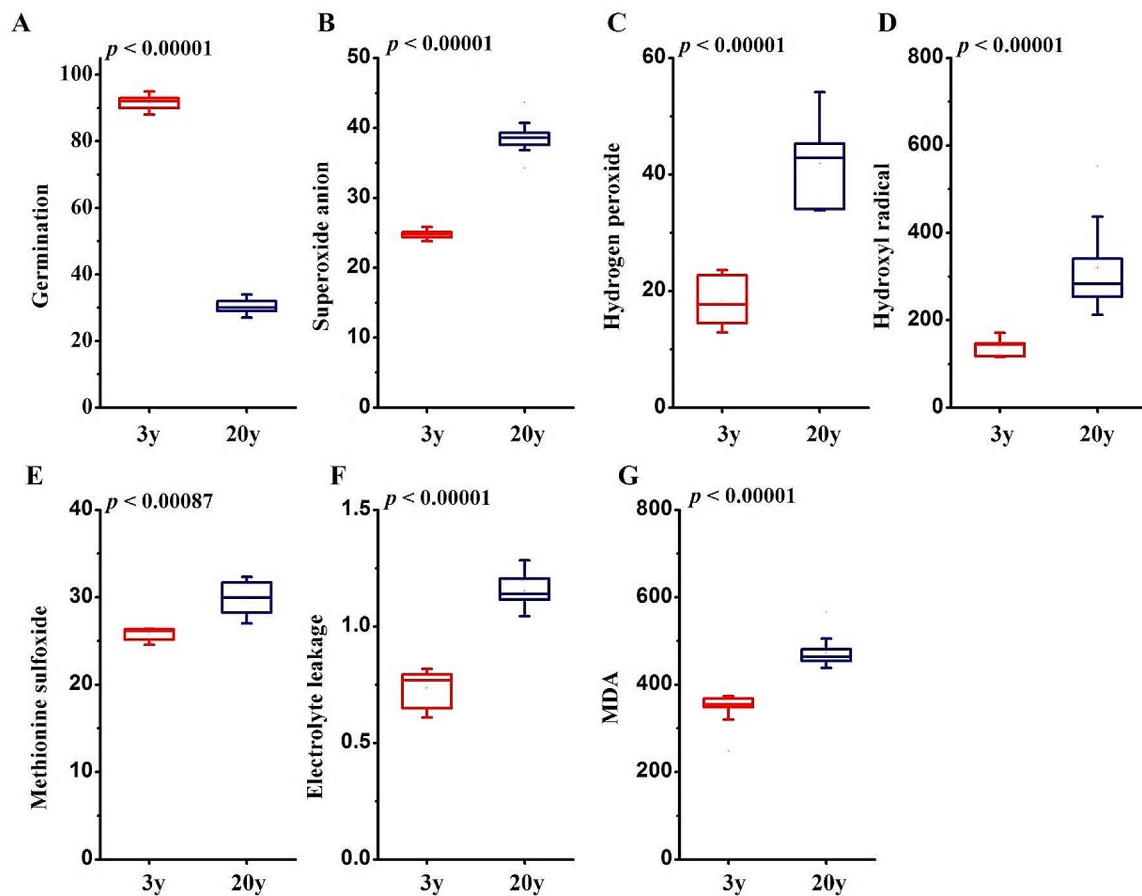 A
p < 0.00001
Germination
100
80
60
40
20
0
3y
20y
B
p < 0.00001
Superoxide anion
50
40
30
20
10
0
3y
20y
C
p < 0.00001
Hydrogen peroxide
60
40
20
0
3y
20y
D
p < 0.00001
Hydroxyl radical
800
600
400
200
0
3y
20y
E
p < 0.00087
Methionine sulfoxide
40
30
20
10
0
3y
20y
F
p < 0.00001
Electrolyte leakage
1.5
1.0
0.5
0.0
3y
20y
G
p < 0.00001
MDA
800
600
400
200
0
3y
20y